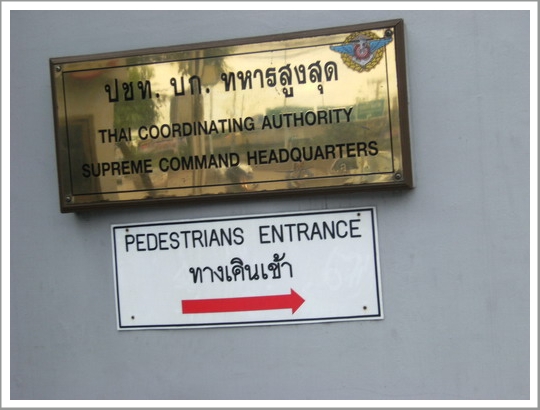 ปชท. บก. ทหารสูงสุด
THAI COORDINATING AUTHORITY
SUPREME COMMAND HEADQUARTERS
PEDESTRIANS ENTRANCE
ทางเดินเข้า